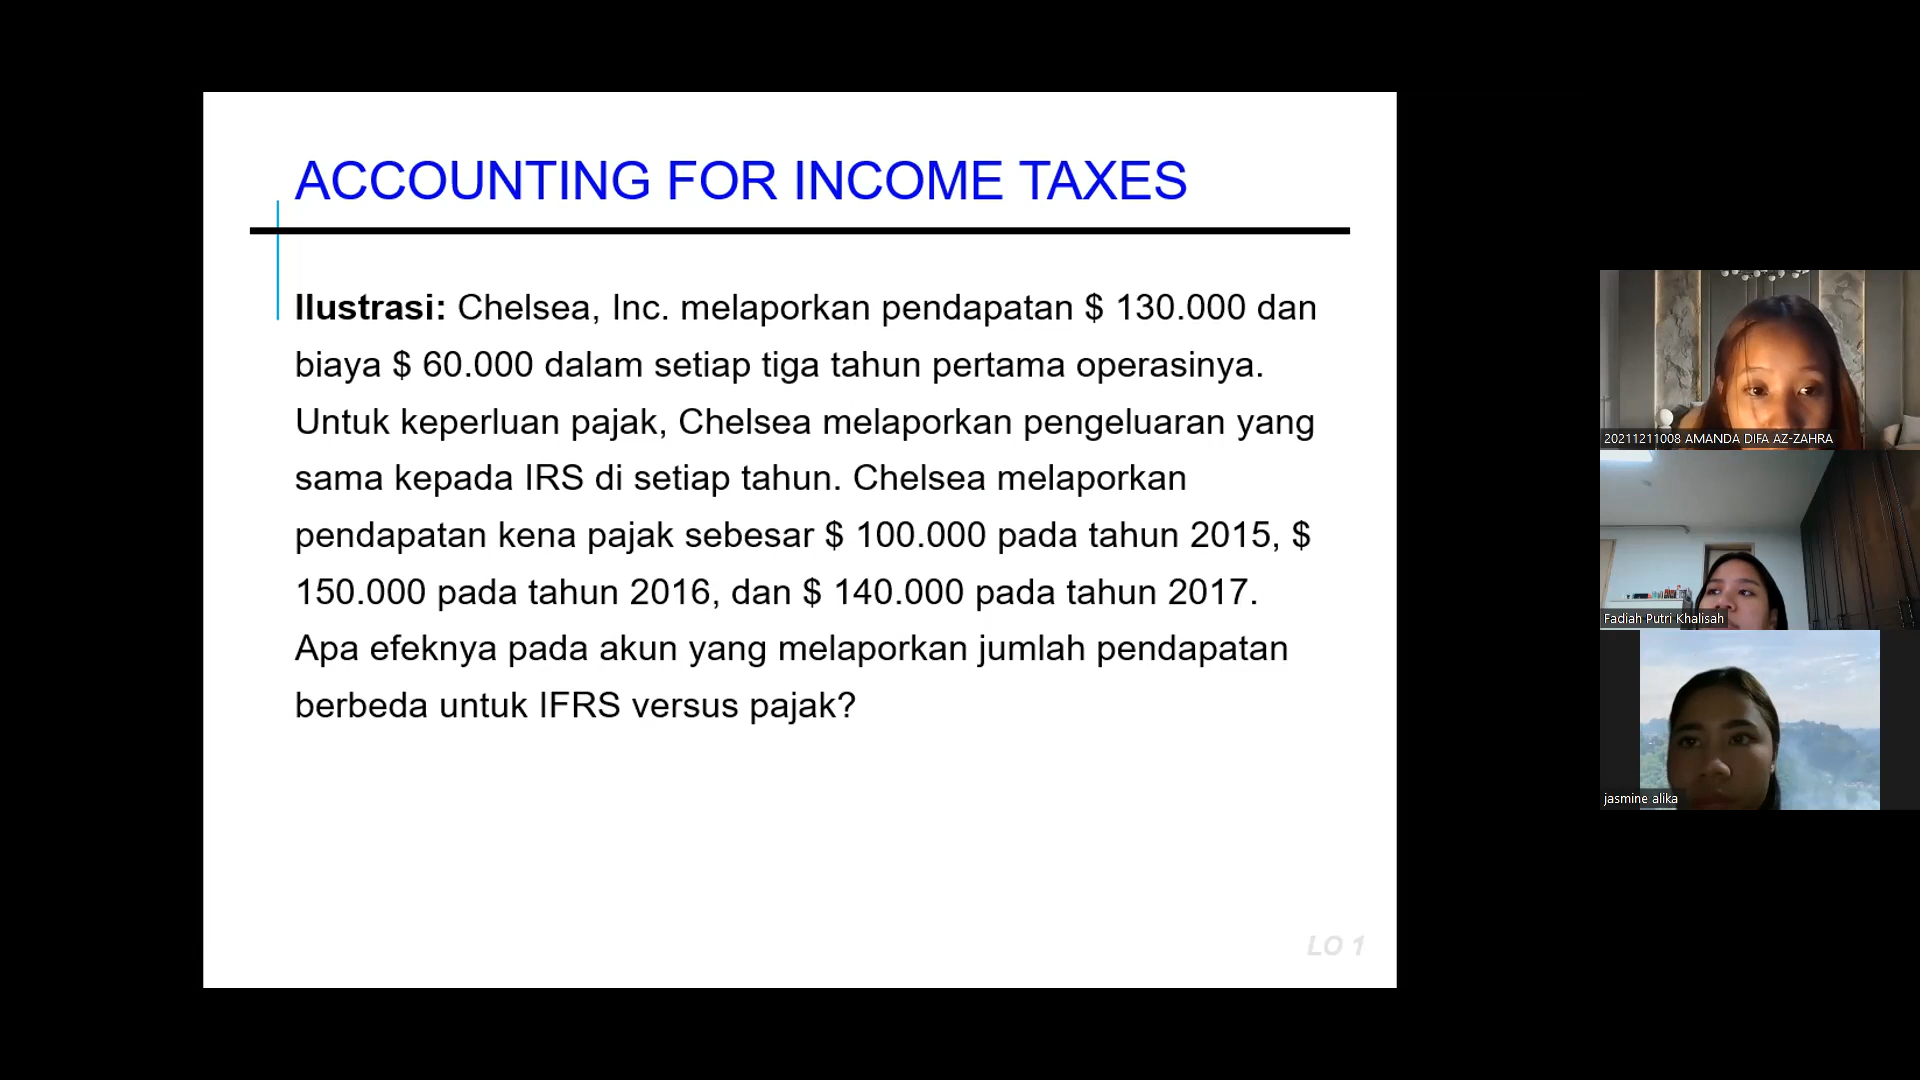 ACCOUNTING FOR INCOME TAXES
Ilustrasi: Chelsea, Inc. melaporkan pendapatan $ 130.000 dan
biaya $ 60.000 dalam setiap tiga tahun pertama operasinya.
Untuk keperluan pajak, Chelsea melaporkan pengeluaran yang
sama kepada IRS di setiap tahun. Chelsea melaporkan
pendapatan kena pajak sebesar $ 100.000 pada tahun 2015, $
150.000 pada tahun 2016, dan $ 140.000 pada tahun 2017.
Apa efeknya pada akun yang melaporkan jumlah pendapatan
berbeda untuk IFRS versus pajak?
LO 1
20211211008 AMANDA DIFA AZ-ZAHRA
Fadiah Putri Khalisah
jasmine alika